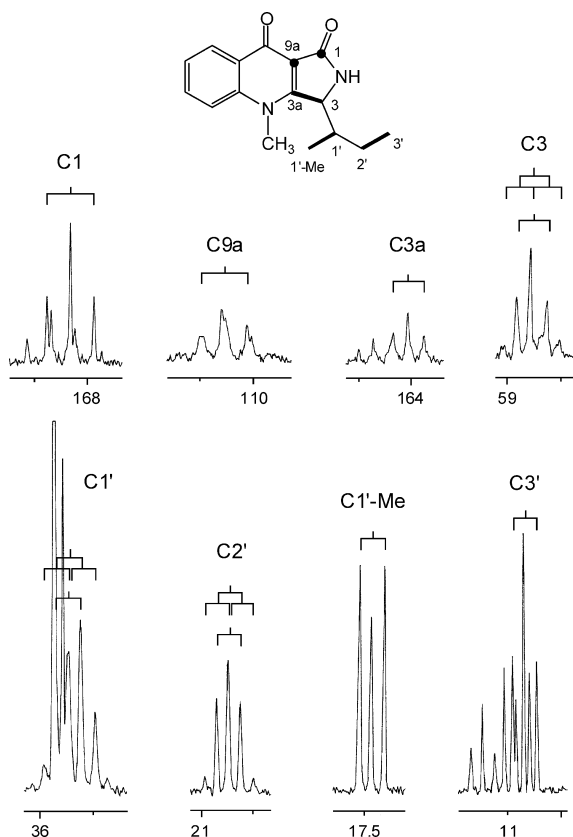 O
O
9a
1
NH
3a
3
N
CH3
1'
3'
1'-Me
2'
C1
C9a
C3a
C3
168
110
164
59
C1'
C2'
C1'-Me
C3'
36
21
17.5
11